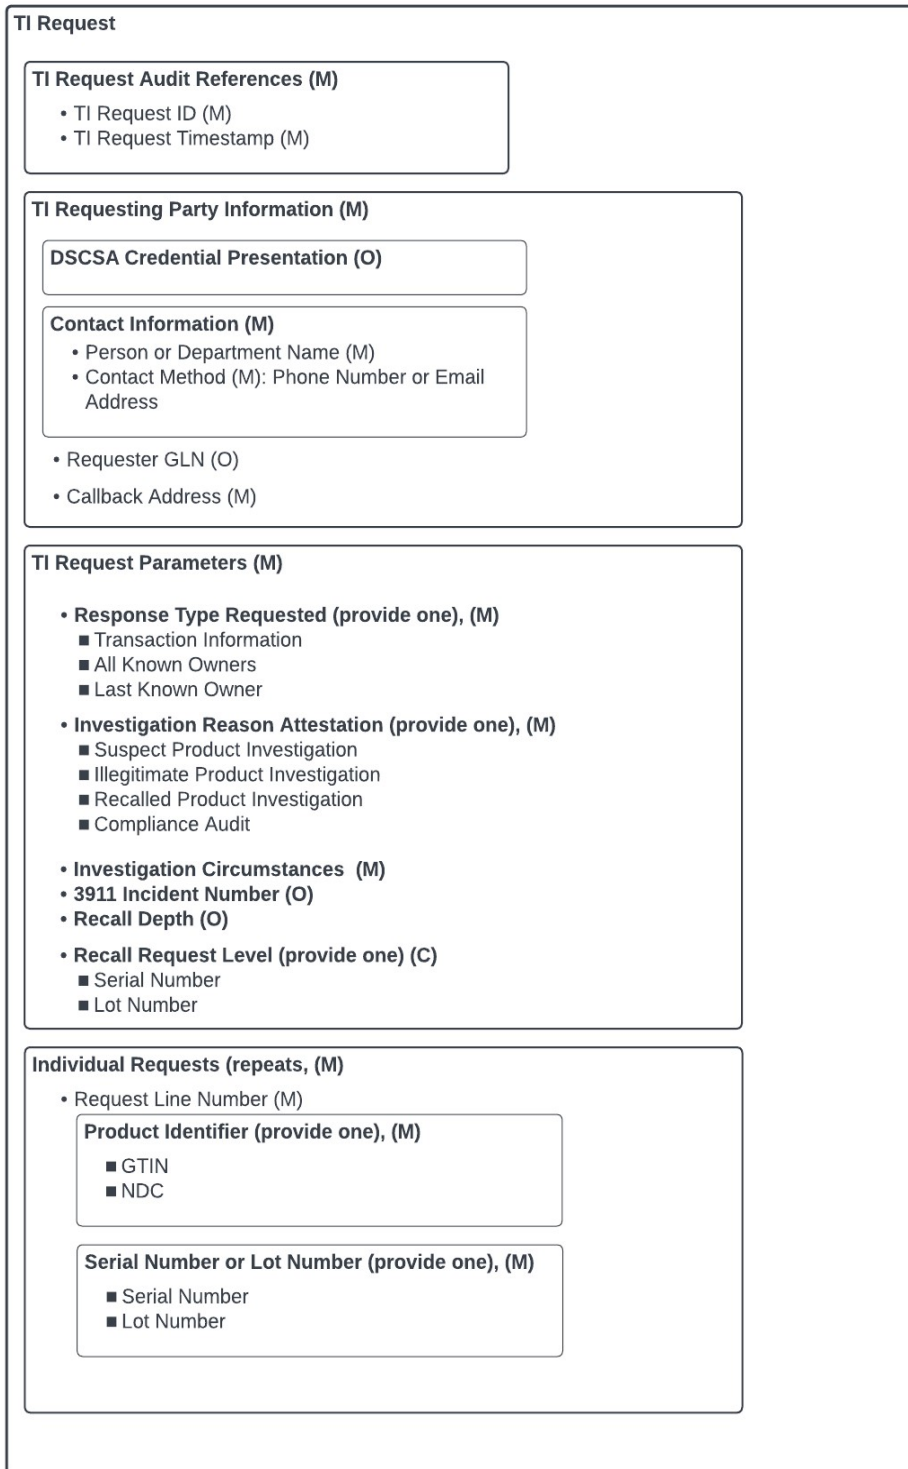 TI Request
TI Request Audit References (M)
• TI Request ID (M)
• TI Request Timestamp (M)
TI Requesting Party Information (M)
DSCSA Credential Presentation (O)
Contact Information (M)
• Person or Department Name (M)
• Contact Method (M): Phone Number or Email
Address
• Requester GLN (O)
• Callback Address (M)
TI Request Parameters (M)
• Response Type Requested (provide one), (M)
■ Transaction Information
■ All Known Owners
■ Last Known Owner
• Investigation Reason Attestation (provide one), (M)
■ Suspect Product Investigation
■ Illegitimate Product Investigation
■ Recalled Product Investigation
■ Compliance Audit
• Investigation Circumstances (M)
• 3911 Incident Number (O)
• Recall Depth (O)
• Recall Request Level (provide one) (C)
■ Serial Number
■ Lot Number
Individual Requests (repeats, (M)
• Request Line Number (M)
Product Identifier (provide one), (M)
■ GTIN
■ NDC
Serial Number or Lot Number (provide one), (M)
■ Serial Number
■ Lot Number